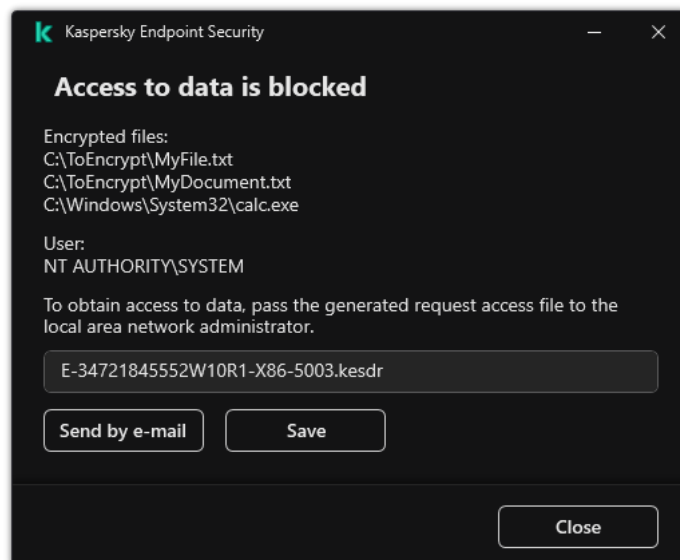 Kaspersky Endpoint Security
Access to data is blocked
Encrypted files:
C:\ToEncrypt\MyFile.txt
C:\ToEncrypt\MyDocument.txt
C:\Windows\System32\calc.exe
User:
NT AUTHORITY\SYSTEM
To obtain access to data, pass the generated request access file to the
local area network administrator.
E-34721845552W10R1-X86-5003.kesdr
Send by e-mail
Save
Close